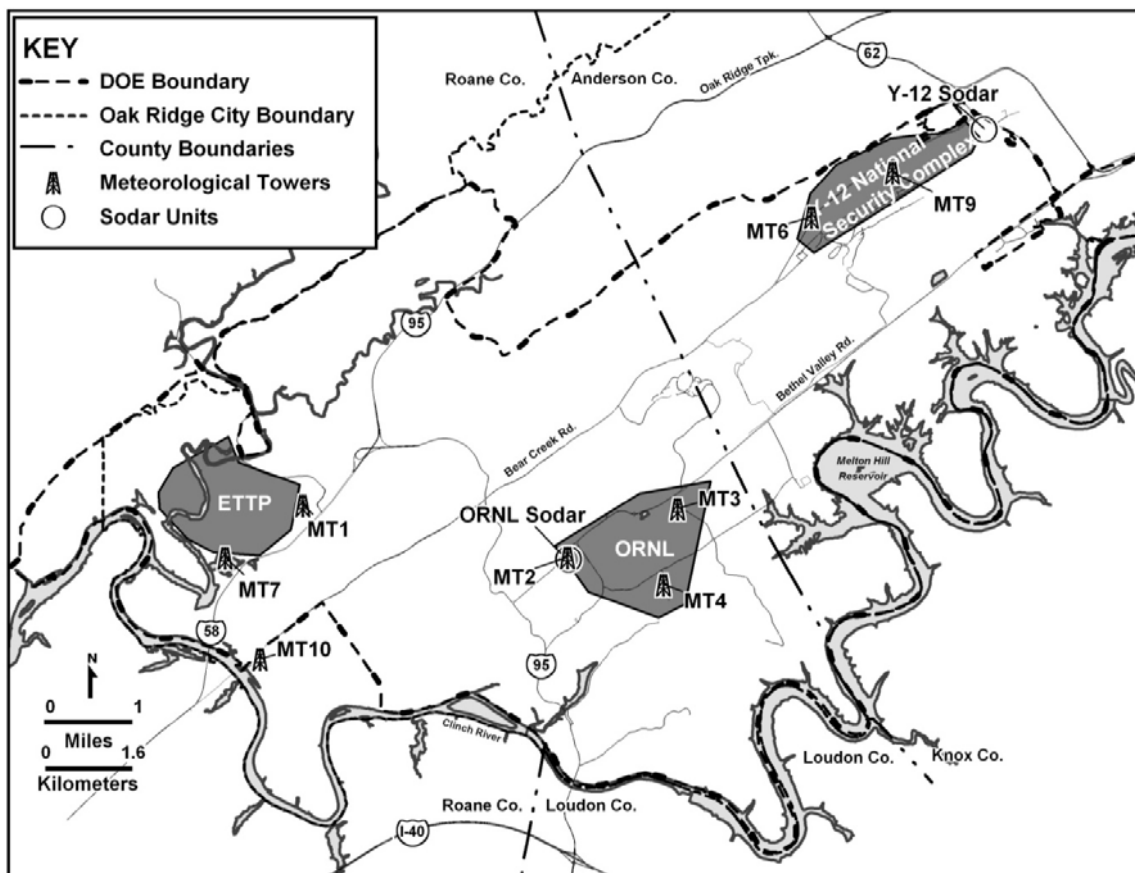 KEY
DOE Boundary
Oak Ridge City Boundary
County Boundaries
Meteorological Towers
Sodar Units
Roane Co.
Anderson Co.
Oak Ridge Tpk.
62
Y-12 Sodar
Y-12 National
Security Complex
MT6
MT9
95
Bethel Valley Rd.
Bear Creek Rd.
Melton Hill
Reservoir
ETTP
MT1
ORNL Sodar
MT3
ORNL
MT2
MT4
MT7
58
MT10
95
N
0 1
Miles
0 1.6
Kilometers
Clinch River
Loudon Co.
Knox Co.
Roane Co.
Loudon Co.
I-40